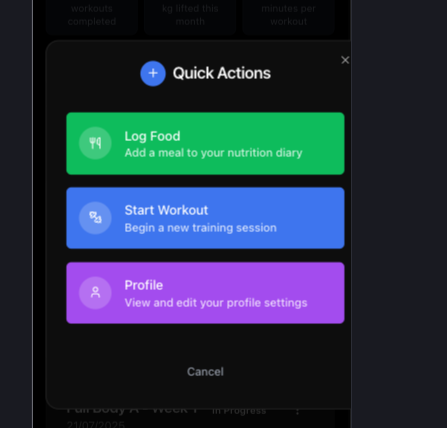 workouts completed
kg lifted this month
minutes per workout
Quick Actions
Log Food
Add a meal to your nutrition diary
Start Workout
Begin a new training session
Profile
View and edit your profile settings
Cancel
Full Body A - Week 1 In Progress
21/07/2025